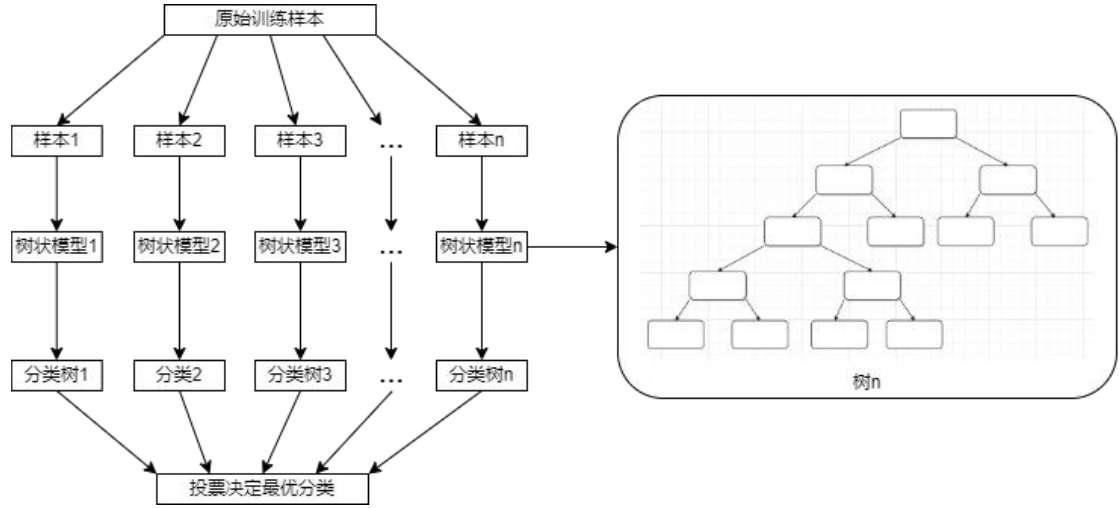 原始训练样本
样本1
样本2
样本3
...
样本n
树状模型1
树状模型2
树状模型3
...
树状模型n
分类树1
分类2
分类树3
...
分类树n
树n
投票决定最优分类